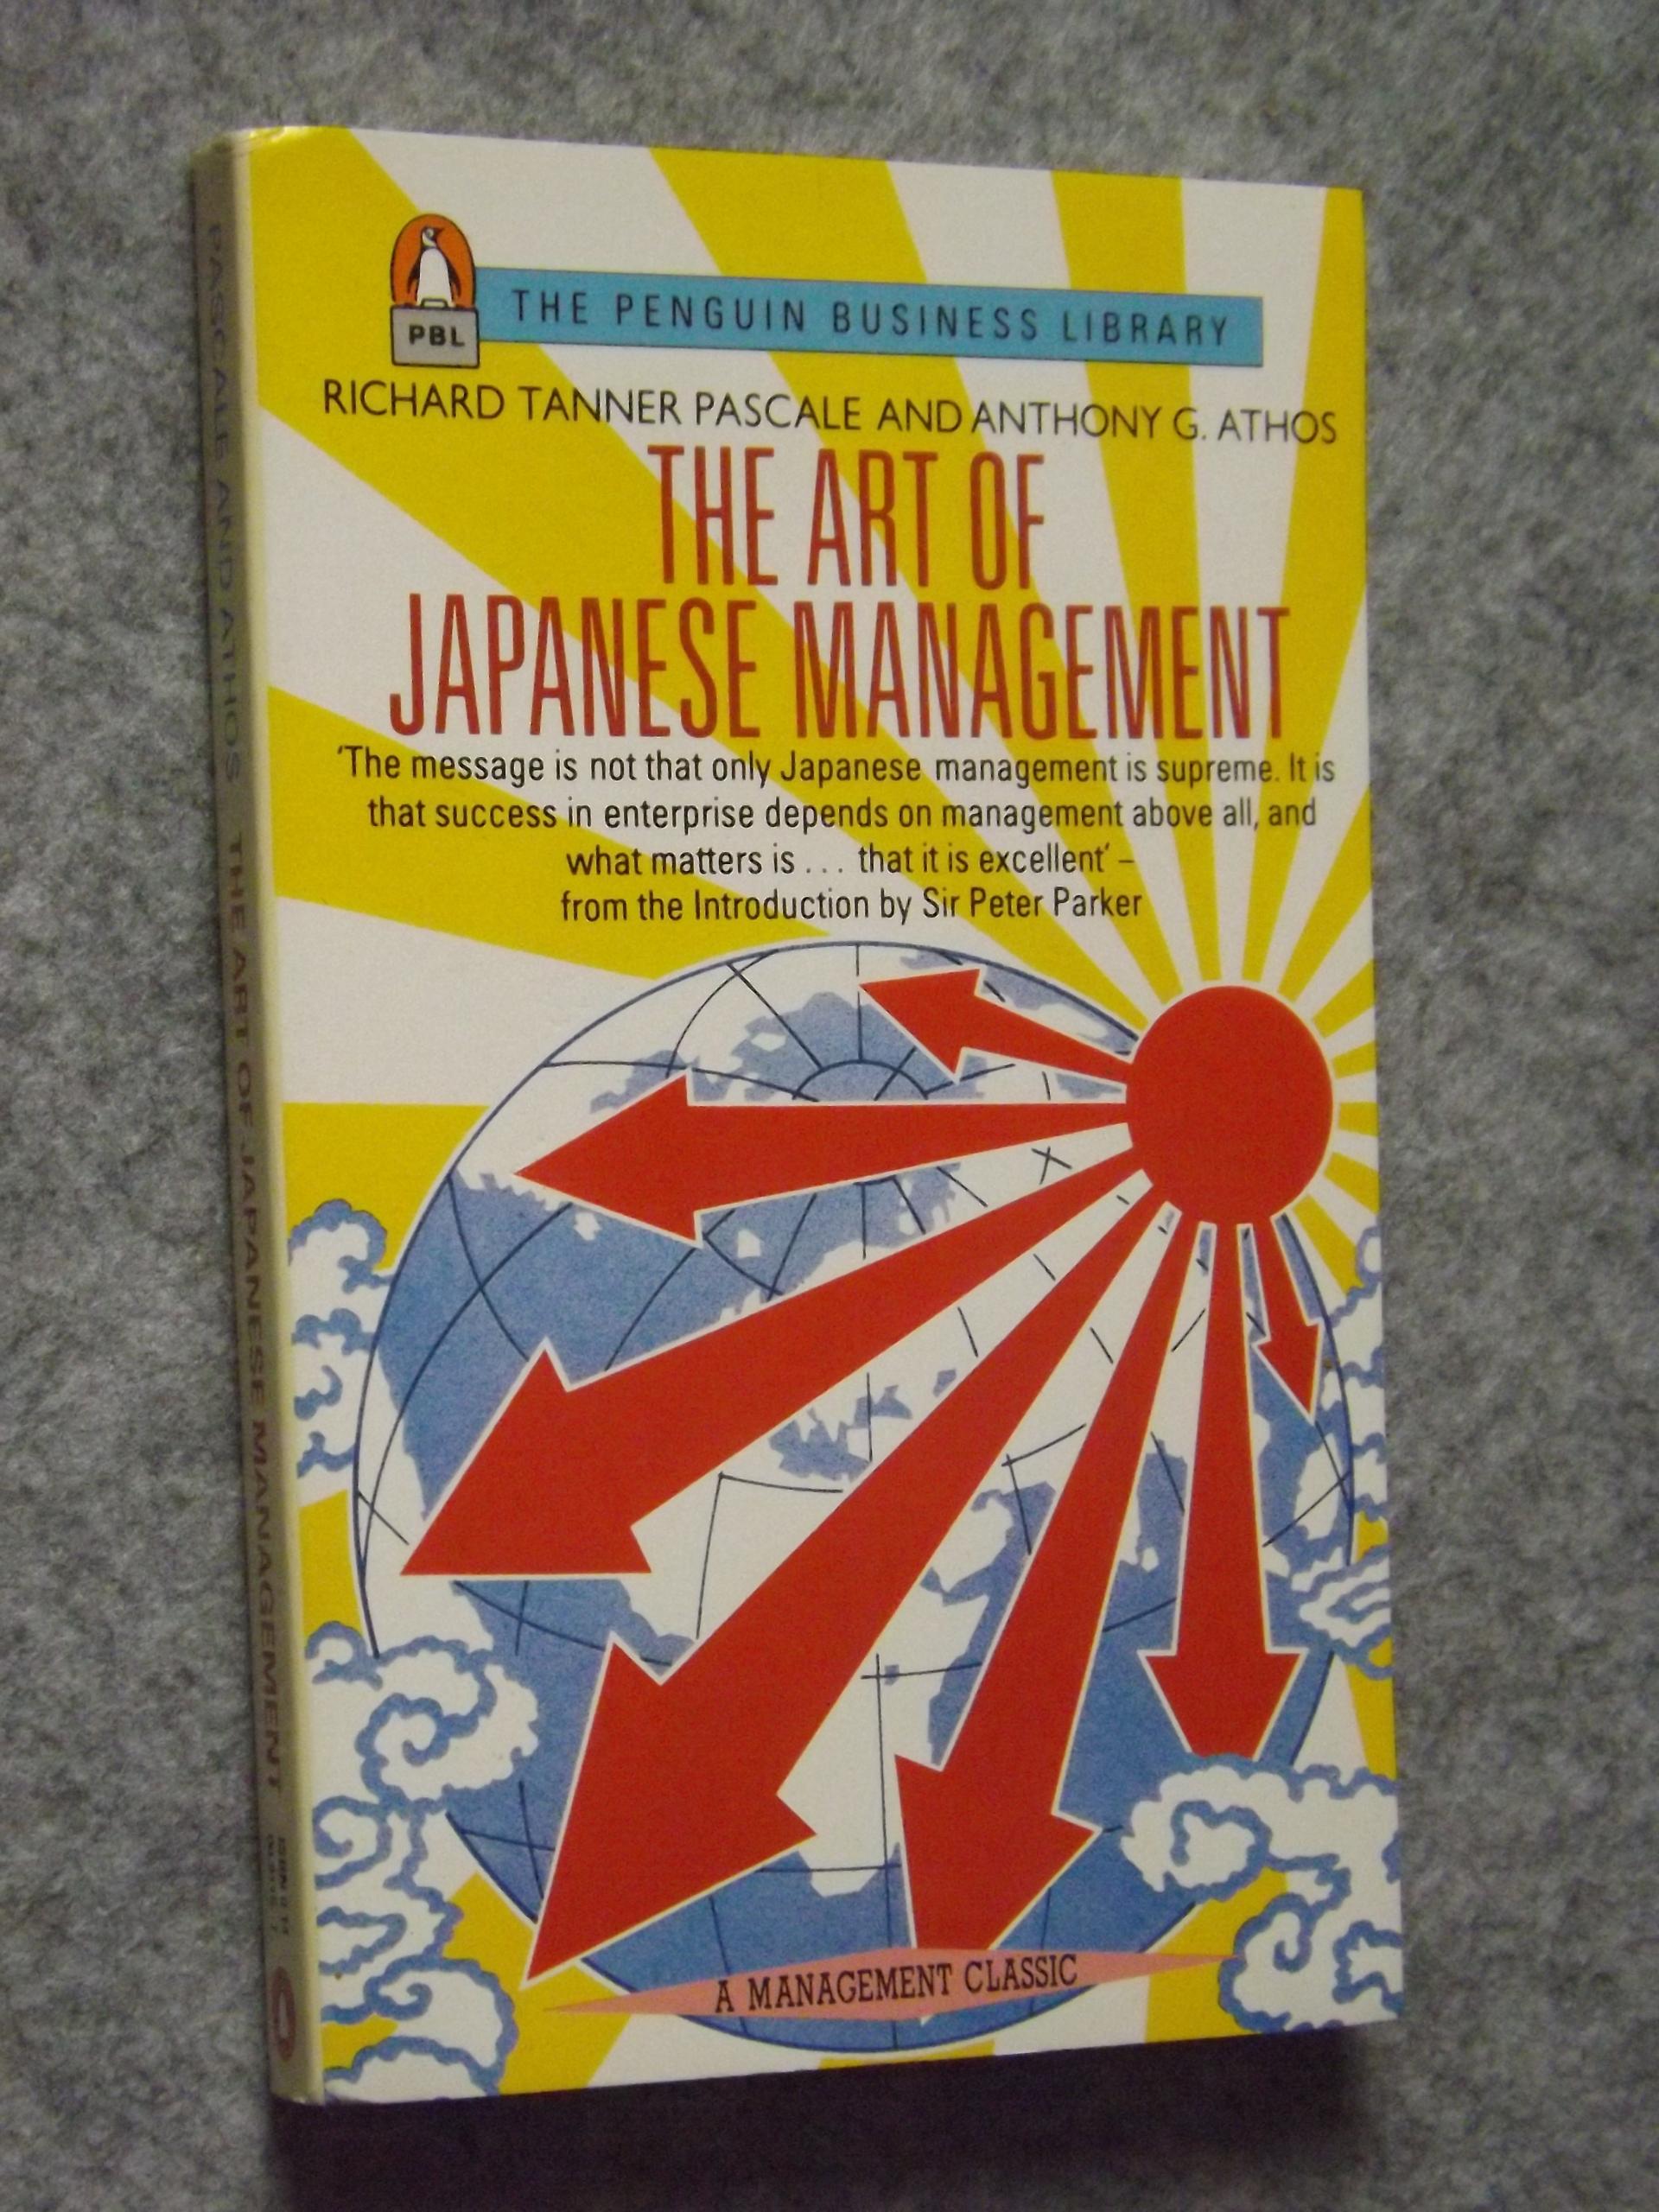 PBL
THE PENGUIN BUSINESS LIBRARY
RICHARD TANNER PASCALE AND ANTHONY G. ATHOS
THE ART OF
JAPANESE MANAGEMENT
‘The message is not that only Japanese management is supreme. It is
that success in enterprise depends on management above all, and
what matters is ... that it is excellent’ –
from the Introduction by Sir Peter Parker
A MANAGEMENT CLASSIC
PASCALE AND ATHOS THE ART OF JAPANESE MANAGEMENT